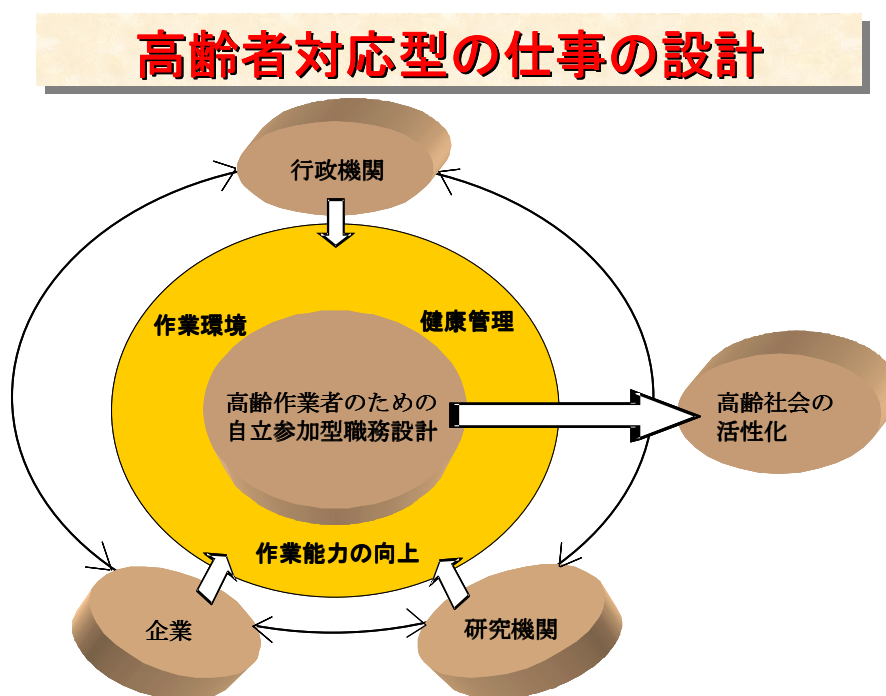 高齢者対応型の仕事の設計
行政機関
作業環境
健康管理
高齢作業者のための
自立参加型職務設計
高齢社会の
活性化
作業能力の向上
企業
研究機関